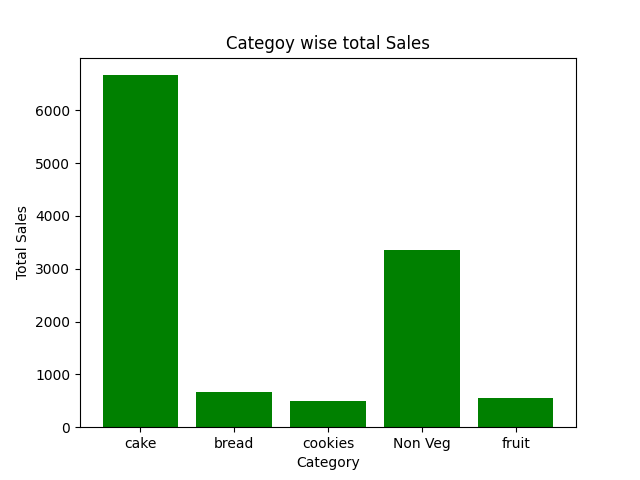 Categoy wise total Sales
Total Sales
6000
5000
4000
3000
2000
1000
0
cake bread cookies Non Veg fruit
Category